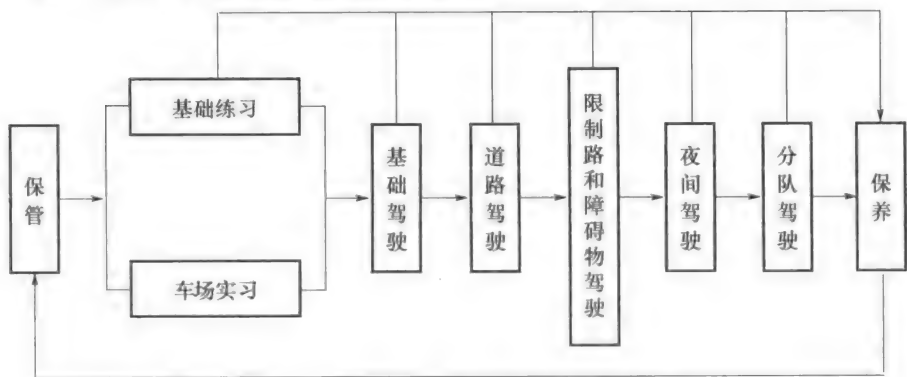 保管
基础练习
车场实习
基础驾驶
道路驾驶
限制路和障碍物驾驶
夜间驾驶
分队驾驶
保养